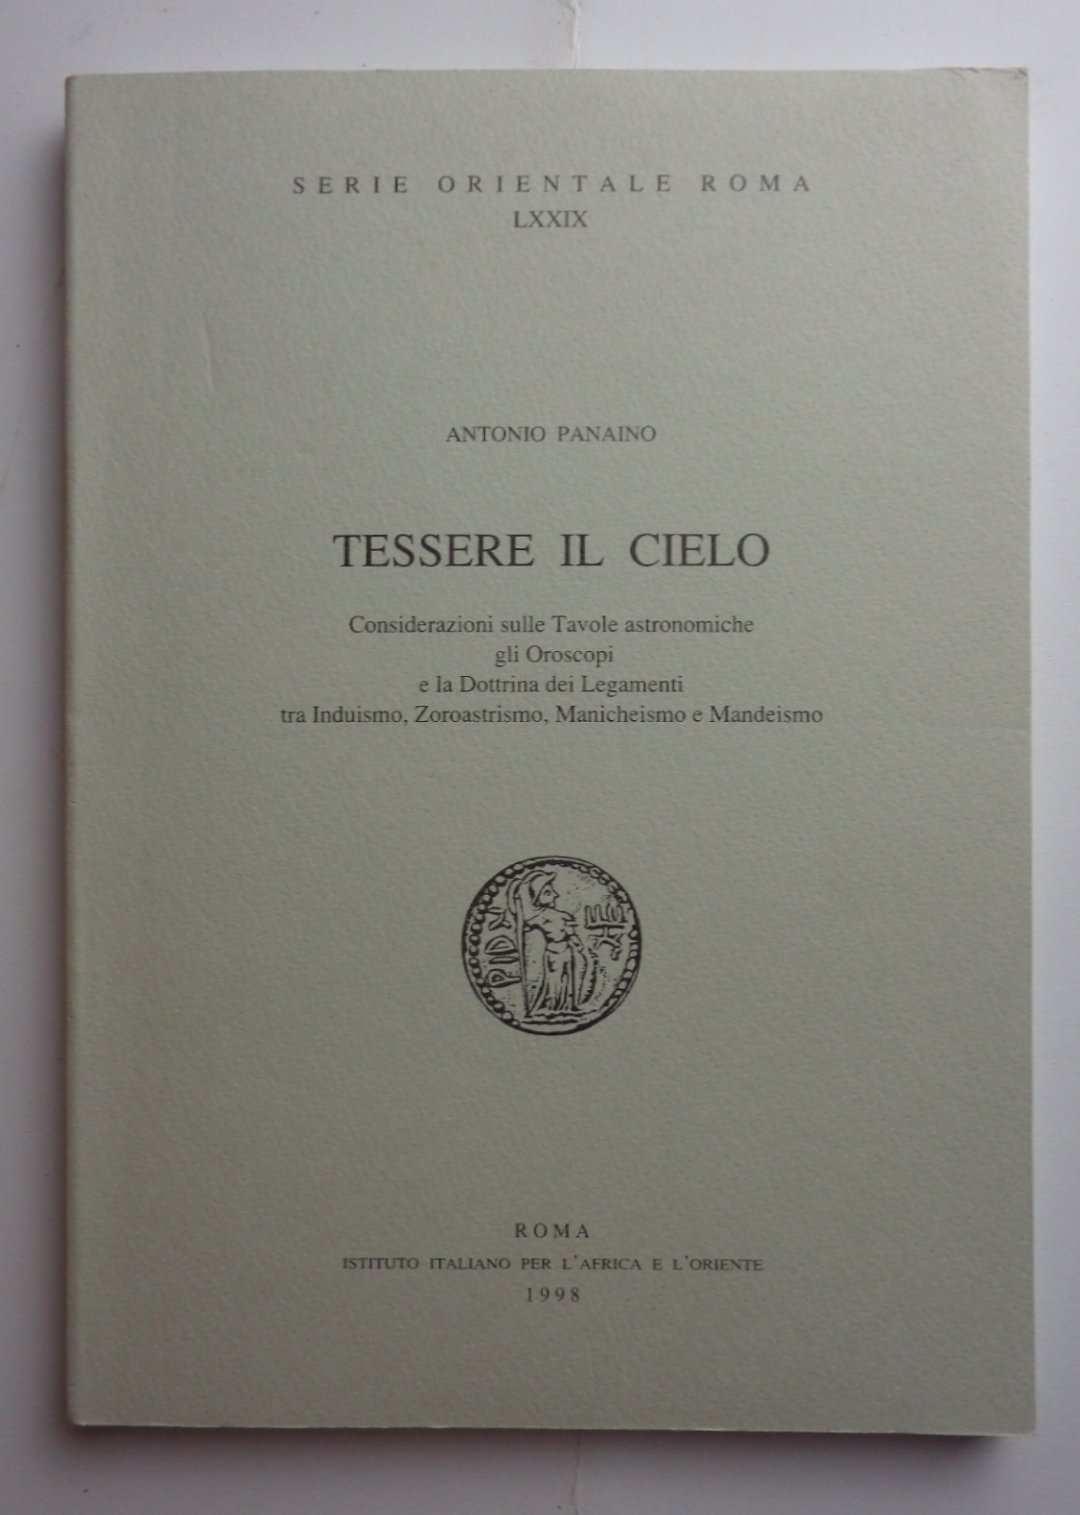 SERIE ORIENTALE ROMA
LXXIX
ANTONIO PANAINO
TESSERE IL CIELO
Considerazioni sulle Tavole astronomiche
gli Oroscopi
e la Dottrina dei Legamenti
tra Induismo, Zoroastrismo, Manicheismo e Mandeismo
ROMA
ISTITUTO ITALIANO PER L'AFRICA E L'ORIENTE
1998